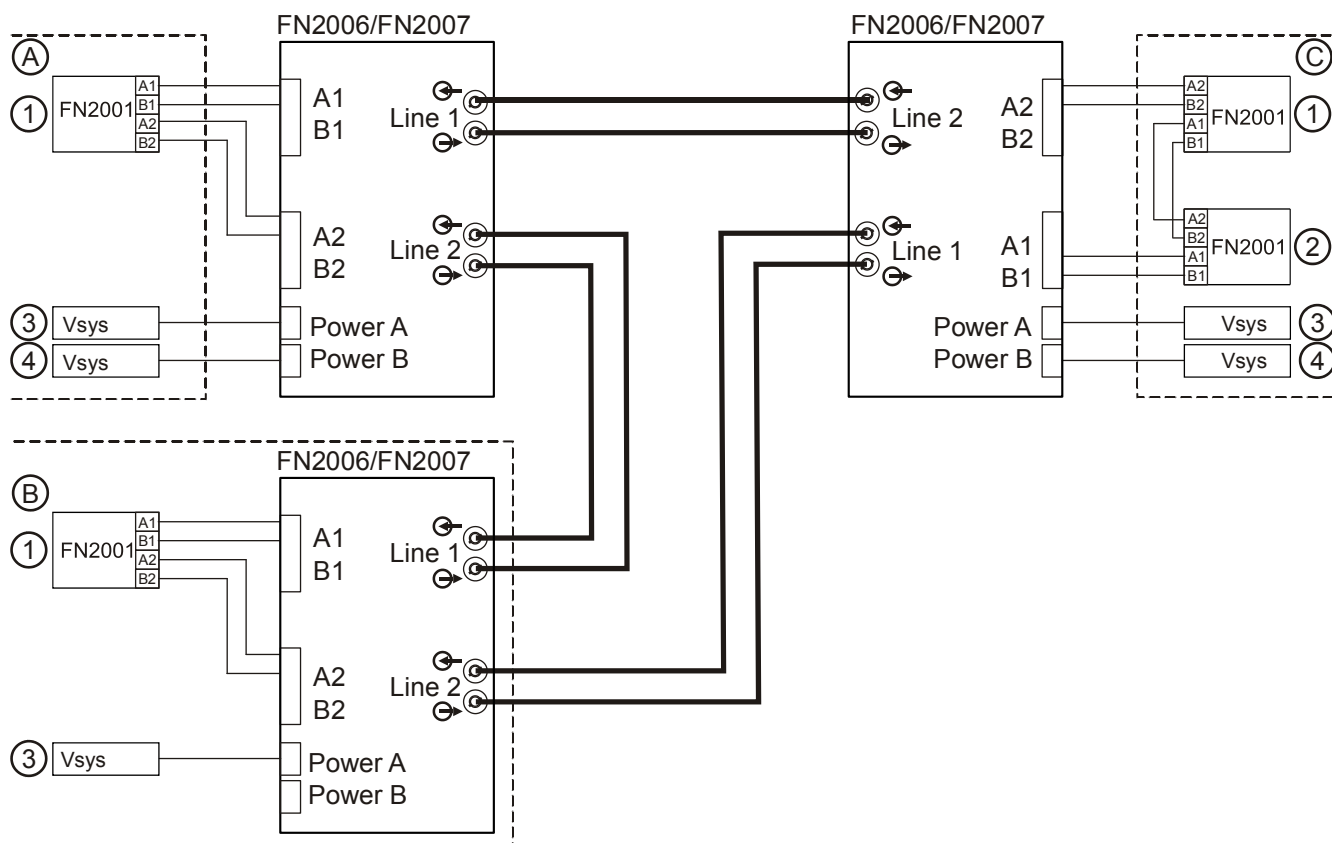 FN2006/FN2007
A
1
FN2001
A1
B1
A2
B2
A1
B1
Line 1
A2
B2
Line 2
3
Vsys
Power A
4
Vsys
Power B
FN2006/FN2007
Line 2
A2
B2
Line 1
A1
B1
Power A
Power B
C
A2
B2
A1
B1
FN2001
1
A2
B2
A1
B1
FN2001
2
Vsys
3
Vsys
4
FN2006/FN2007
B
1
FN2001
A1
B1
A2
B2
A1
B1
Line 1
A2
B2
Line 2
3
Vsys
Power A
Power B